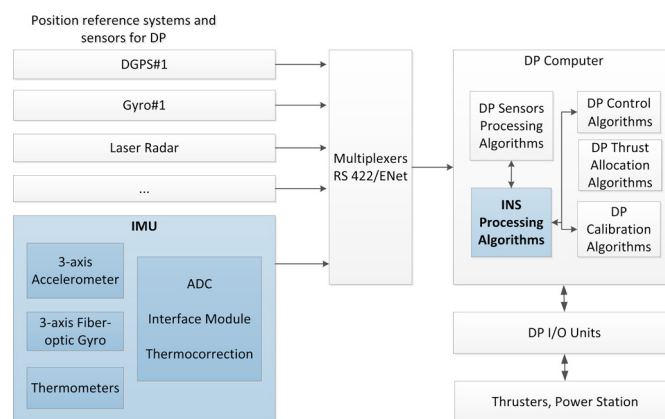 Position reference systems and
sensors for DP
DGPS#1
Gyro#1
Laser Radar
...
IMU
3-axis
Accelerometer
3-axis Fiber-
optic Gyro
Thermometers
ADC
Interface Module
Thermocorrection
Multiplexers
RS 422/ENet
DP Computer
DP Sensors
Processing
Algorithms
INS
Processing
Algorithms
DP Control
Algorithms
DP Thrust
Allocation
Algorithms
DP
Calibration
Algorithms
DP I/O Units
Thrusters, Power Station